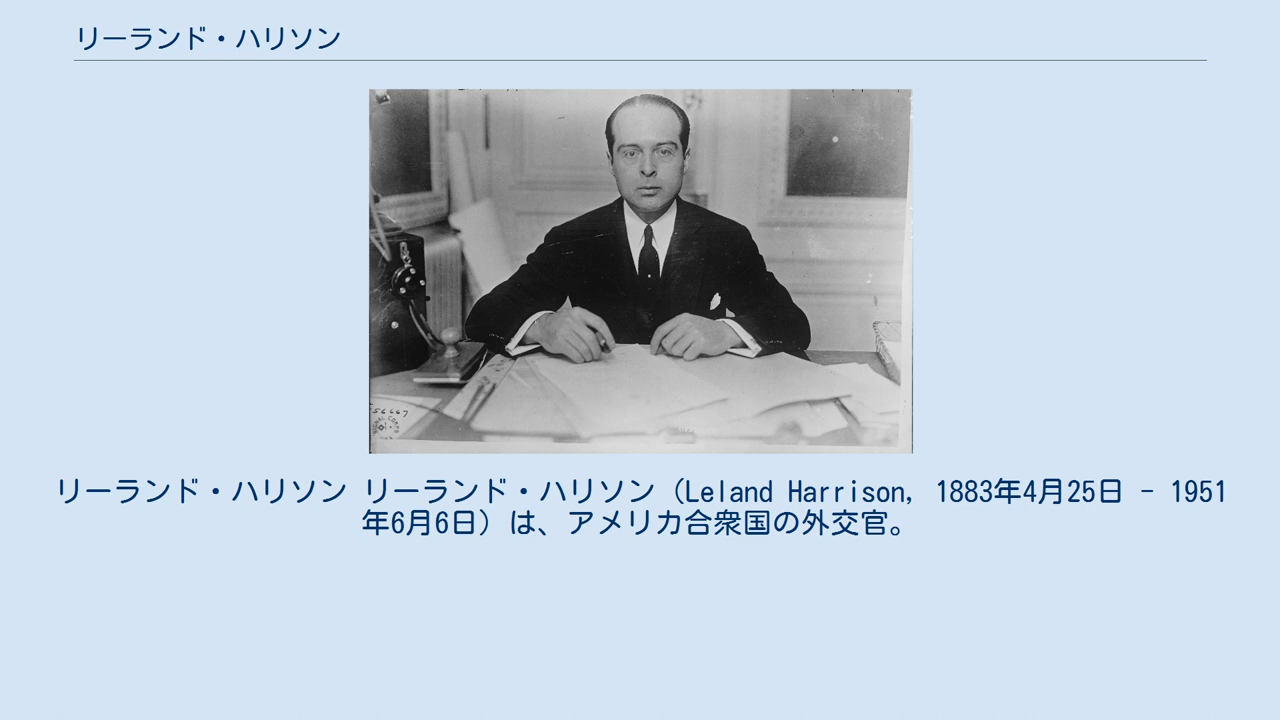 リーランド・ハリソン
56667
リーランド・ハリソン リーランド・ハリソン（Leland Harrison, 1883年4月25日 - 1951
年6月6日）は、アメリカ合衆国の外交官。